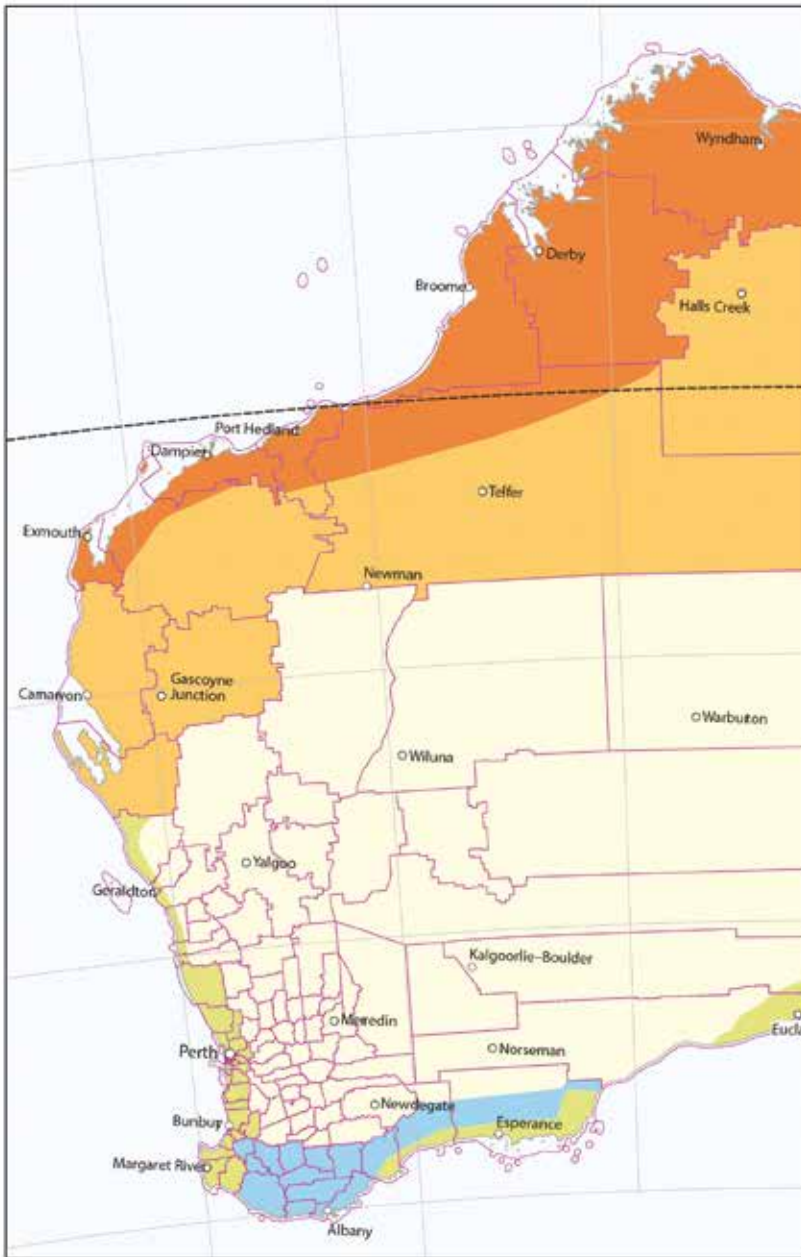 Wyndham
Derby
Broome
Halls Creek
Port Hedland
Dampier
Telfer
Exmouth
Newman
Gascoyne
Junction
Carnarvon
Warburton
Wiluna
Yalgoo
Geraldton
Kalgoorlie-Boulder
Merredin
Eucla
Perth
Norseman
Newdegate
Bunbury
Esperance
Margaret River
Albany